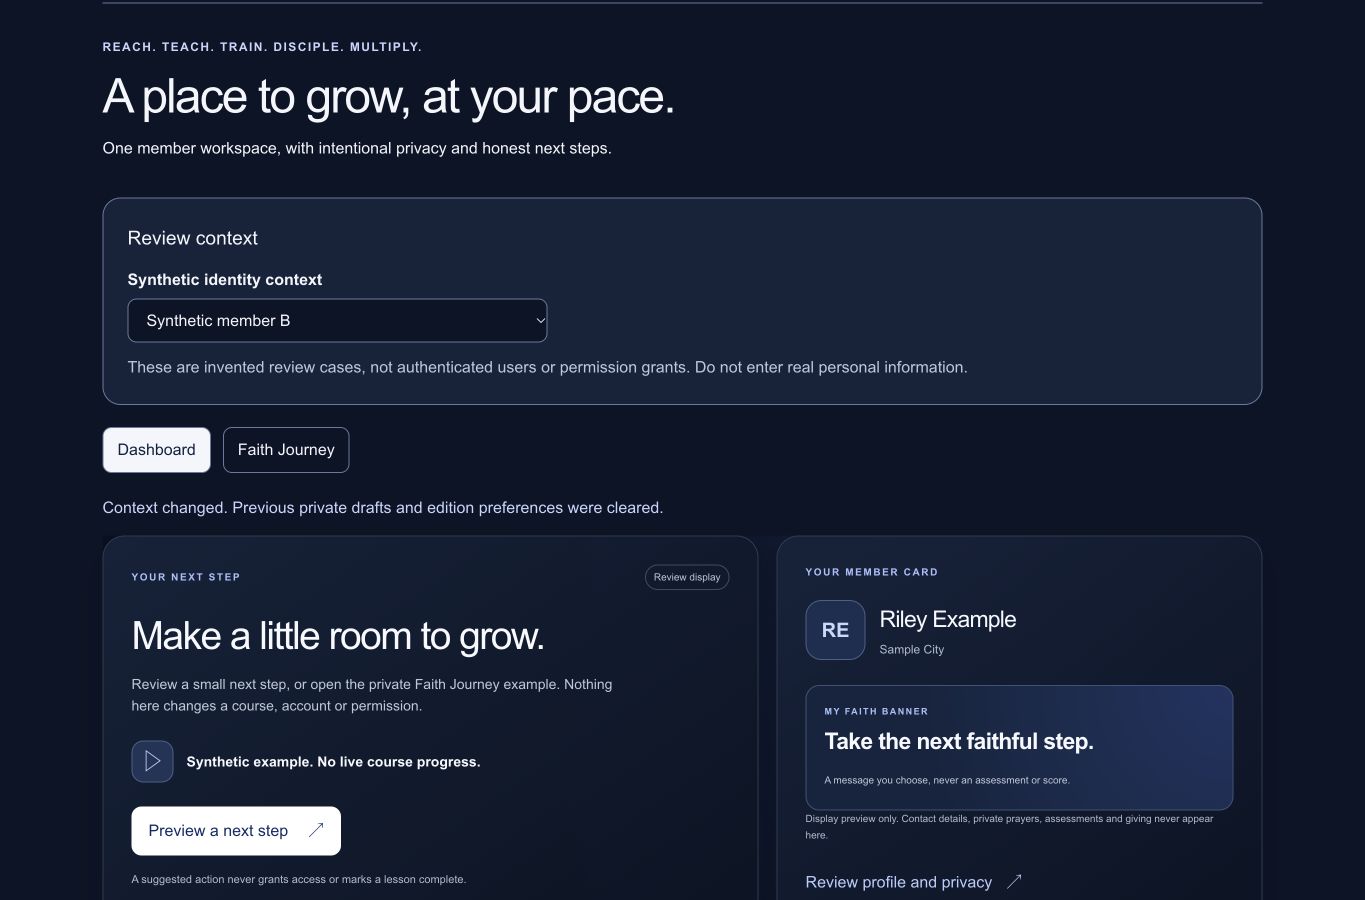 REACH. TEACH. TRAIN. DISCIPLE. MULTIPLY.
A place to grow, at your pace.
One member workspace, with intentional privacy and honest next steps.
Review context
Synthetic identity context
Synthetic member B
These are invented review cases, not authenticated users or permission grants. Do not enter real personal information.
Dashboard
Faith Journey
Context changed. Previous private drafts and edition preferences were cleared.
YOUR NEXT STEP
Review display
Make a little room to grow.
Review a small next step, or open the private Faith Journey example. Nothing
here changes a course, account or permission.
Synthetic example. No live course progress.
Preview a next step
A suggested action never grants access or marks a lesson complete.
YOUR MEMBER CARD
RE
Riley Example
Sample City
MY FAITH BANNER
Take the next faithful step.
A message you choose, never an assessment or score.
Display preview only. Contact details, private prayers, assessments and giving never appear
here.
Review profile and privacy